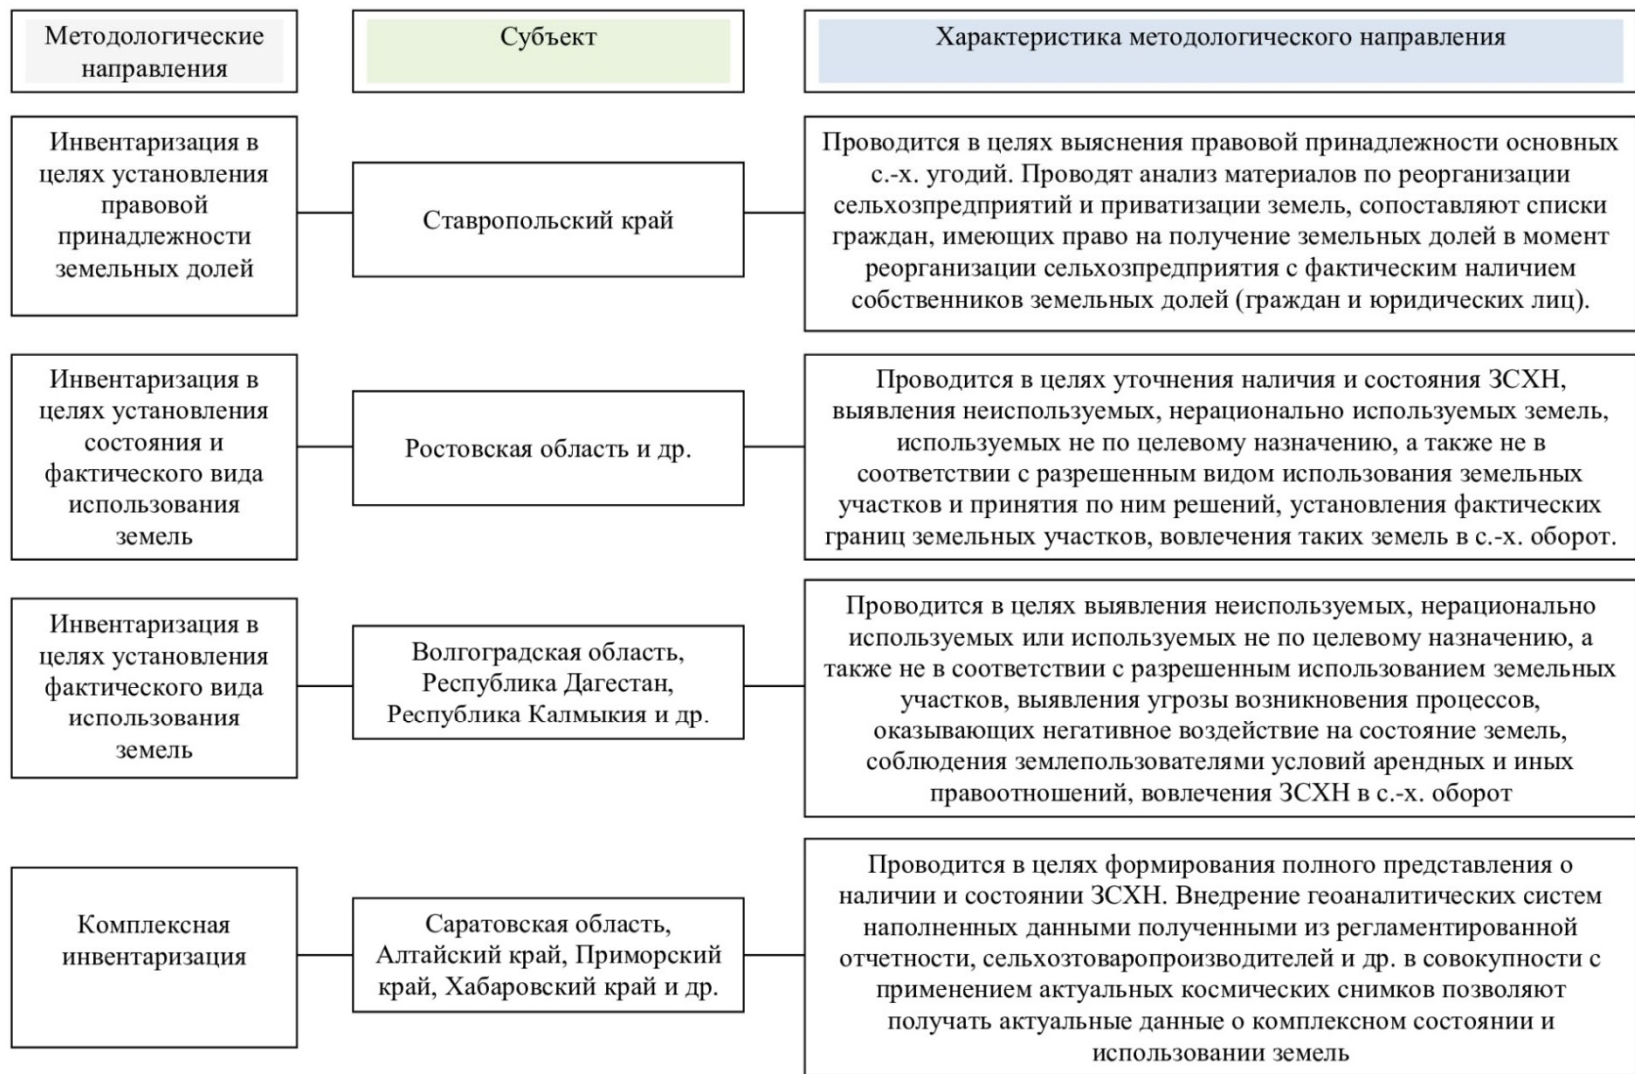 Методологические
направления
Субъект
Характеристика методологического направления
Инвентаризация в
целях установления
правовой
принадлежности
земельных долей
Ставропольский край
Проводится в целях выяснения правовой принадлежности основных
с.-х. угодий. Проводят анализ материалов по реорганизации
сельхозпредприятий и приватизации земель, сопоставляют списки
граждан, имеющих право на получение земельных долей в момент
реорганизации сельхозпредприятия с фактическим наличием
собственников земельных долей (граждан и юридических лиц).
Инвентаризация в
целях установления
состояния и
фактического вида
использования
земель
Ростовская область и др.
Проводится в целях уточнения наличия и состояния ЗСХН,
выявления неиспользуемых, нерационально используемых земель,
используемых не по целевому назначению, а также не в
соответствии с разрешенным видом использования земельных
участков и принятия по ним решений, установления фактических
границ земельных участков, вовлечения таких земель в с.-х. оборот.
Инвентаризация в
целях установления
фактического вида
использования
земель
Волгоградская область,
Республика Дагестан,
Республика Калмыкия и др.
Проводится в целях выявления неиспользуемых, нерационально
используемых или используемых не по целевому назначению, а
также не в соответствии с разрешенным использованием земельных
участков, выявления угрозы возникновения процессов,
оказывающих негативное воздействие на состояние земель,
соблюдения землепользователями условий арендных и иных
правоотношений, вовлечения ЗСХН в с.-х. оборот
Комплексная
инвентаризация
Саратовская область,
Алтайский край, Приморский
край, Хабаровский край и др.
Проводится в целях формирования полного представления о
наличии и состоянии ЗСХН. Внедрение геоаналитических систем
наполненных данными полученными из регламентированной
отчетности, сельхозтоваропроизводителей и др. в совокупности с
применением актуальных космических снимков позволяют
получать актуальные данные о комплексном состоянии и
использовании земель